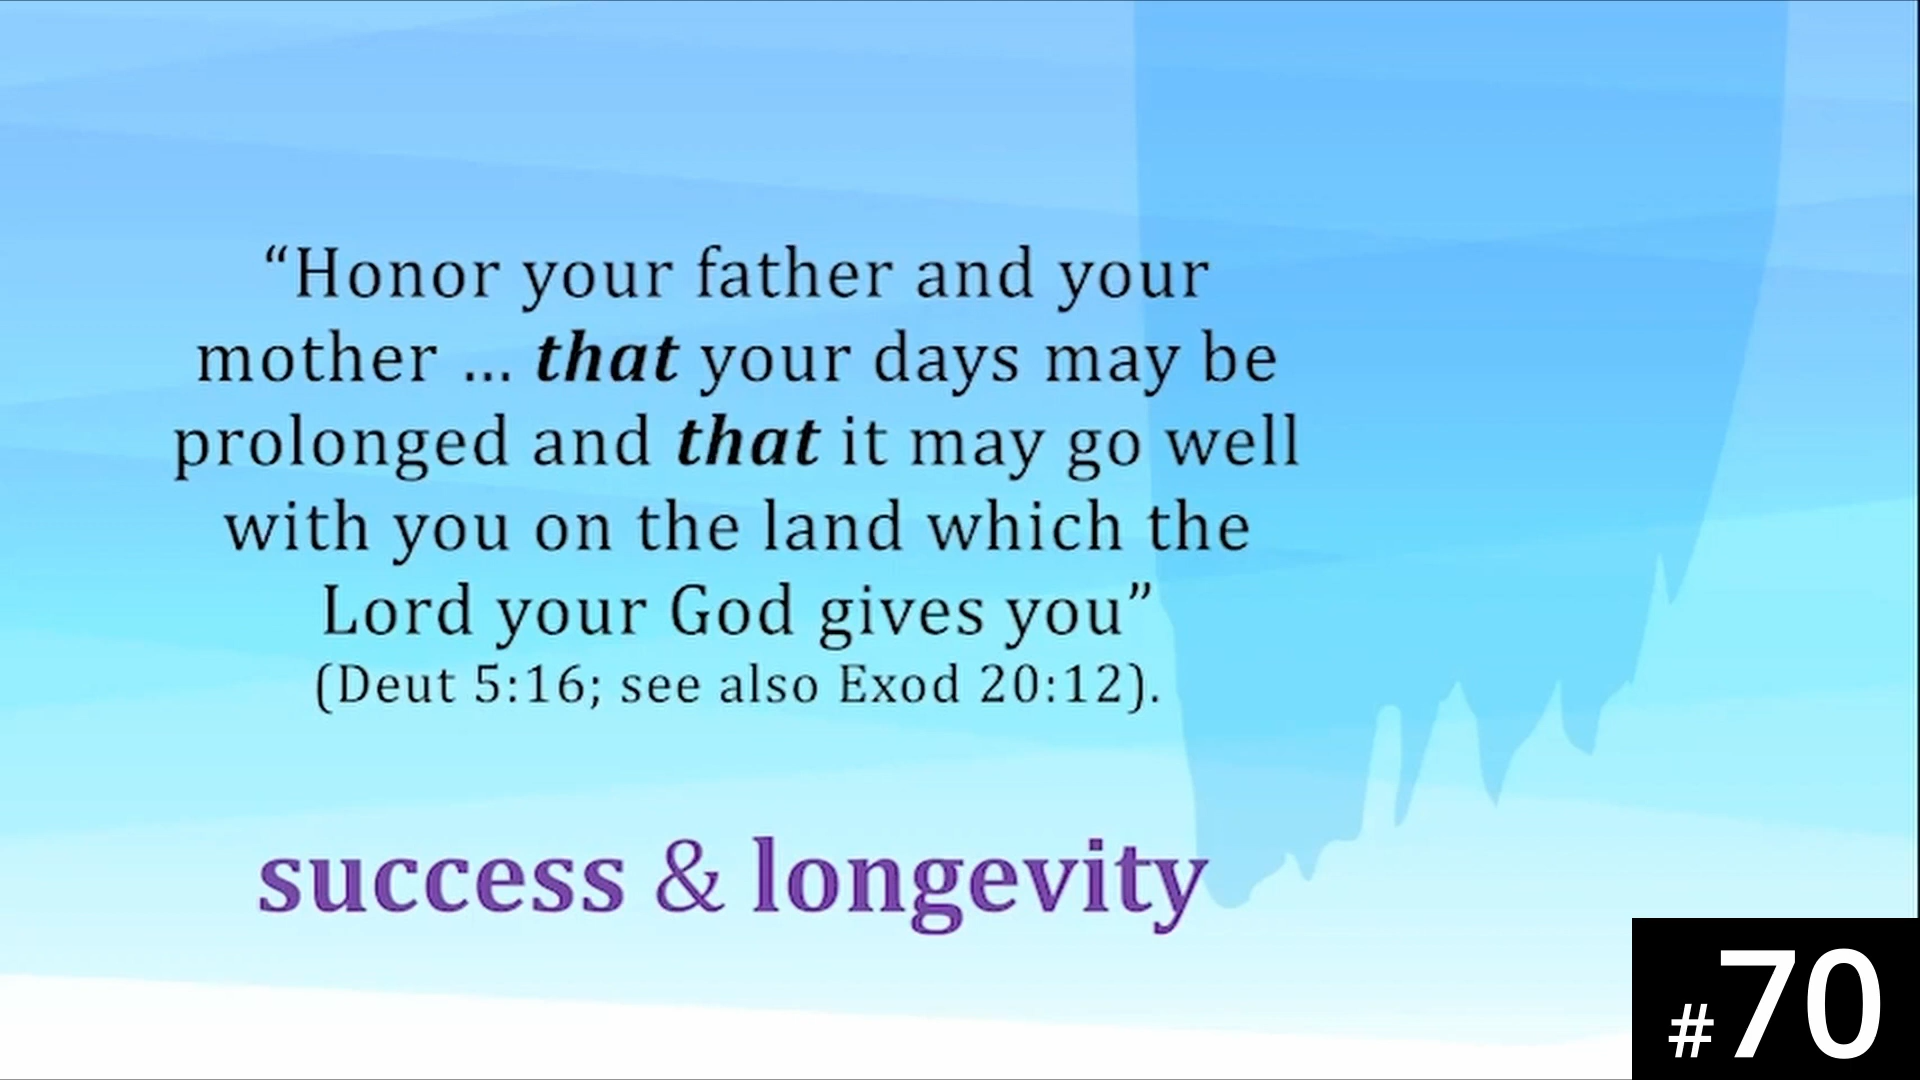 “Honor your father and your
mother ... that your days may be
prolonged and that it may go well
with you on the land which the
Lord your God gives you”
(Deut 5:16; see also Exod 20:12).
success & longevity
#70